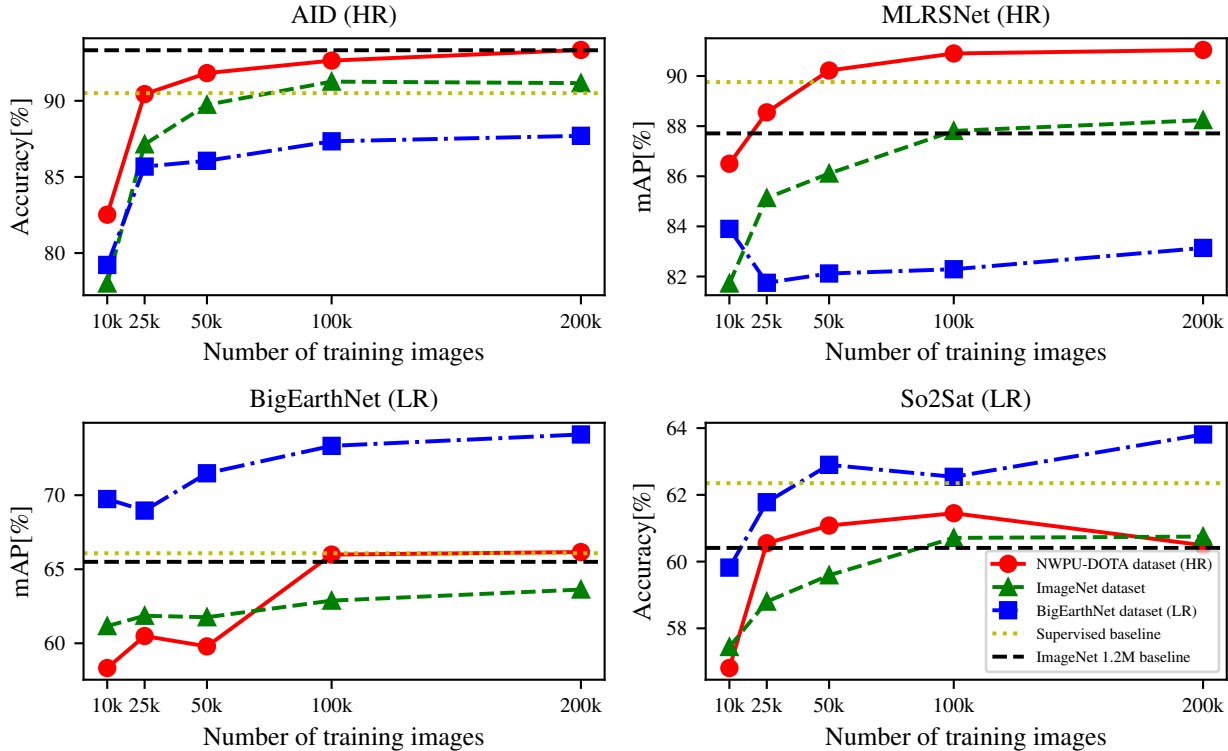 AID (HR)
Accuracy[%]
90
85
80
10k 25k 50k 100k 200k
Number of training images
MLRSNet (HR)
mAP[%]
90
88
86
84
82
10k 25k 50k 100k 200k
Number of training images
BigEarthNet (LR)
mAP[%]
70
65
60
10k 25k 50k 100k 200k
Number of training images
So2Sat (LR)
Accuracy[%]
64
62
60
58
NWPU-DOTA dataset (HR)
ImageNet dataset
BigEarthNet dataset (LR)
Supervised baseline
ImageNet 1.2M baseline
10k 25k 50k 100k 200k
Number of training images